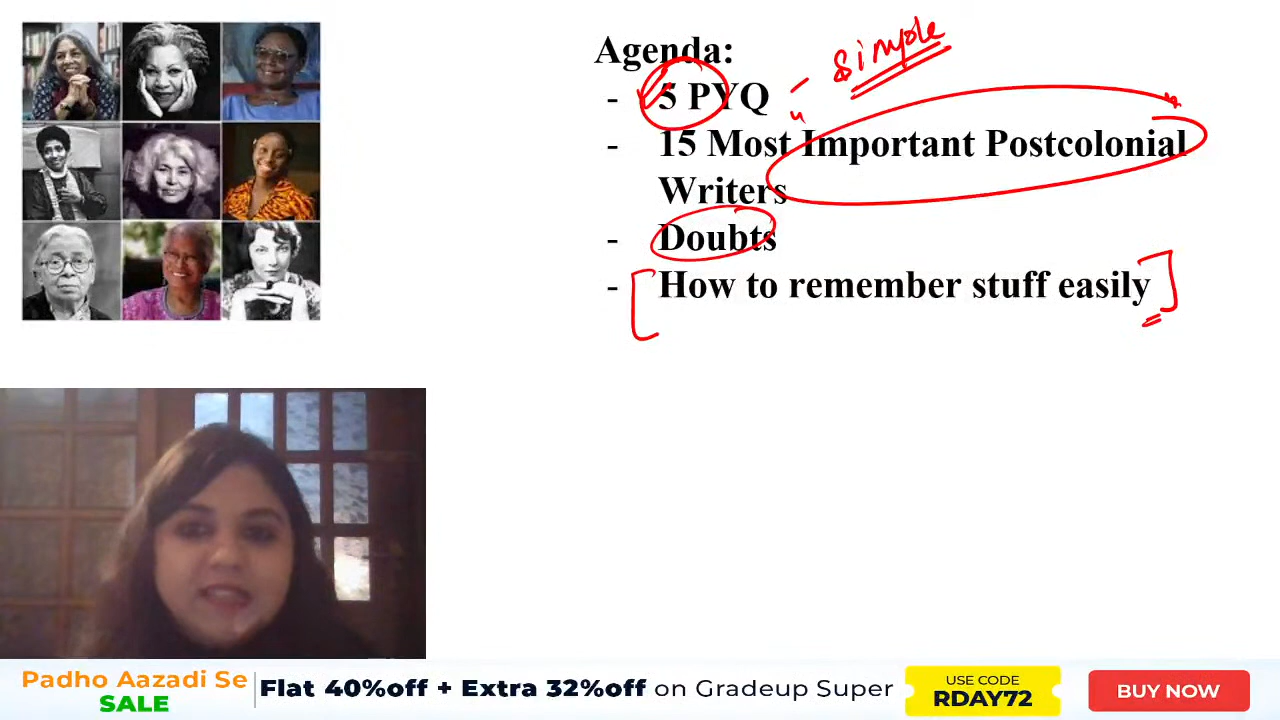 Agenda:
- 5 PYQ
simple
- 15 Most Important Postcolonial
Writers
- Doubts
- How to remember stuff easily
Padho Aazadi Se
SALE
Flat 40%off + Extra 32%off on Gradeup Super
USE CODE
RDAY72
BUY NOW